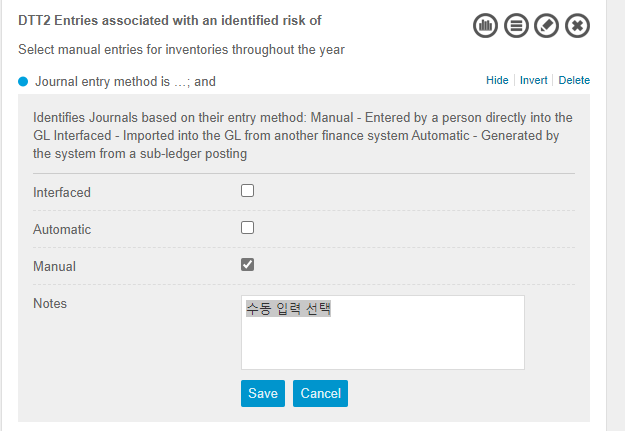 DTT2 Entries associated with an identified risk of
Select manual entries for inventories throughout the year
Journal entry method is ...; and
Hide Invert Delete
Identifies Journals based on their entry method: Manual - Entered by a person directly into the
GL Interfaced - Imported into the GL from another finance system Automatic - Generated by
the system from a sub-ledger posting
Interfaced
Automatic
Manual
Notes
수동 입력 선택
Save Cancel